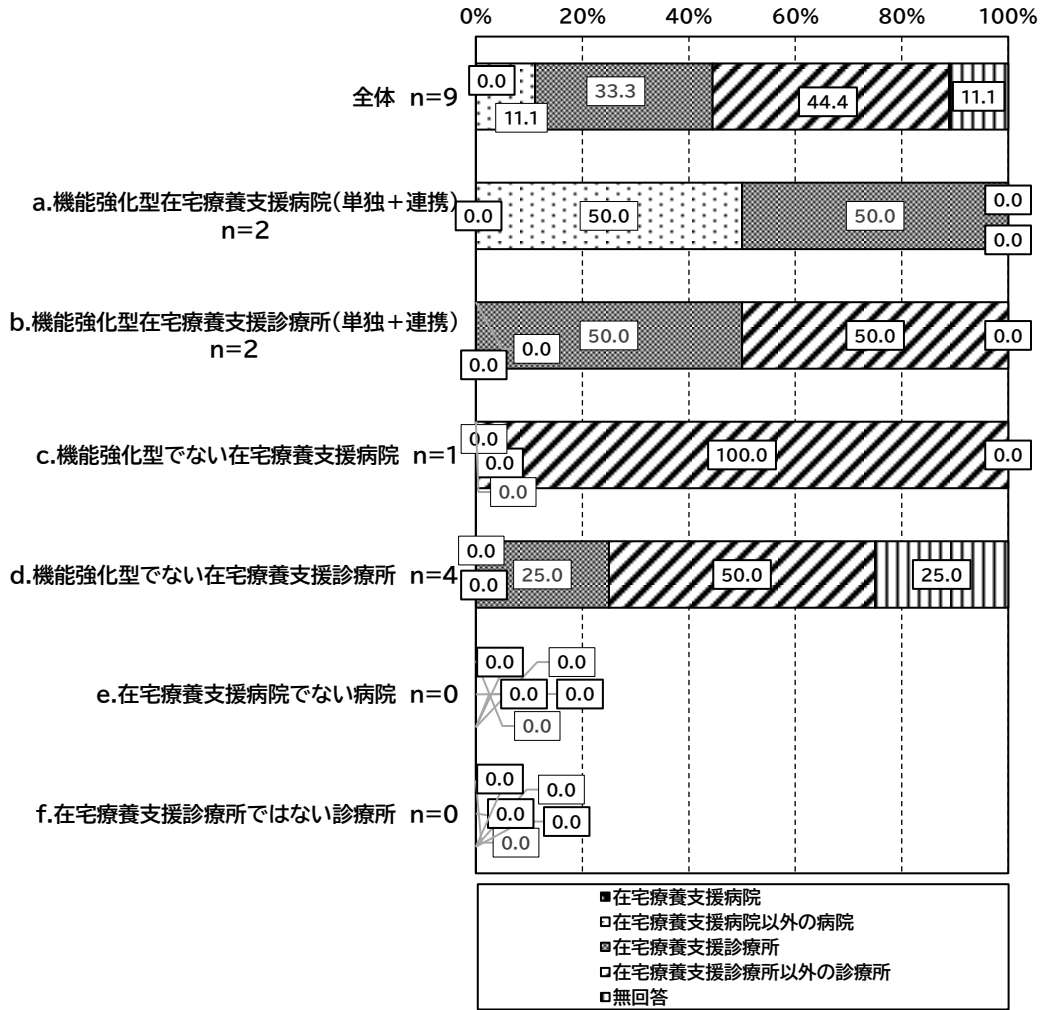 0% 20% 40% 60% 80% 100%
全体 n=9
0.0
11.1
33.3
44.4
11.1
a.機能強化型在宅療養支援病院(単独+連携)
n=2
0.0
50.0
50.0
0.0
0.0
b.機能強化型在宅療養支援診療所(単独+連携)
n=2
0.0
0.0
50.0
50.0
0.0
c.機能強化型でない在宅療養支援病院 n=1
0.0
0.0
0.0
100.0
0.0
d.機能強化型でない在宅療養支援診療所 n=4
0.0
0.0
25.0
50.0
25.0
e.在宅療養支援病院でない病院 n=0
0.0
0.0
0.0
0.0
0.0
f.在宅療養支援診療所ではない診療所 n=0
0.0
0.0
0.0
0.0
0.0
在宅療養支援病院
在宅療養支援病院以外の病院
在宅療養支援診療所
在宅療養支援診療所以外の診療所
無回答